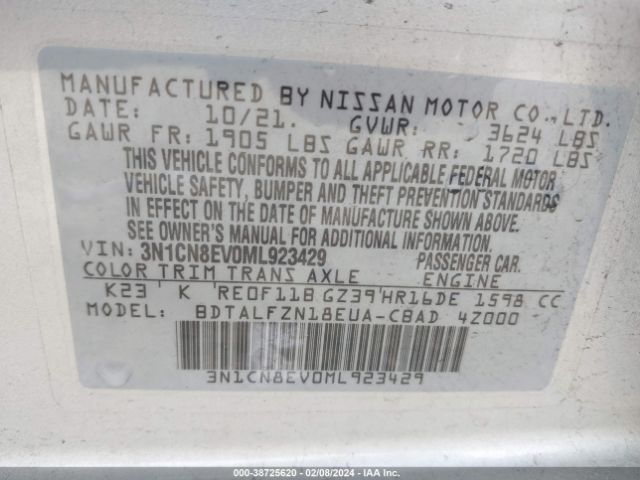 MANUFACTURED BY NISSAN MOTOR CO., LTD.
DATE: 10/21. GVWR: 3624 LBS
GAWR FR: 1905 LBS GAWR RR: 1720 LBS
THIS VEHICLE CONFORMS TO ALL APPLICABLE FEDERAL MOTOR
VEHICLE SAFETY, BUMPER AND THEFT PREVENTION STANDARDS
IN EFFECT ON THE DATE OF MANUFACTURE SHOWN ABOVE.
SEE OWNER'S MANUAL FOR ADDITIONAL INFORMATION.
VIN: 3N1CN8EV0ML923429 PASSENGER CAR.
COLOR TRIM TRANS AXLE ENGINE
K23 K RE0F11B GZ39 HR16DE 1598 CC
MODEL: BDTALFZN18EUA-CBAD 4Z000
3N1CN8EV0ML923429
000-38725620 - 02/08/2024 - IAA, Inc.